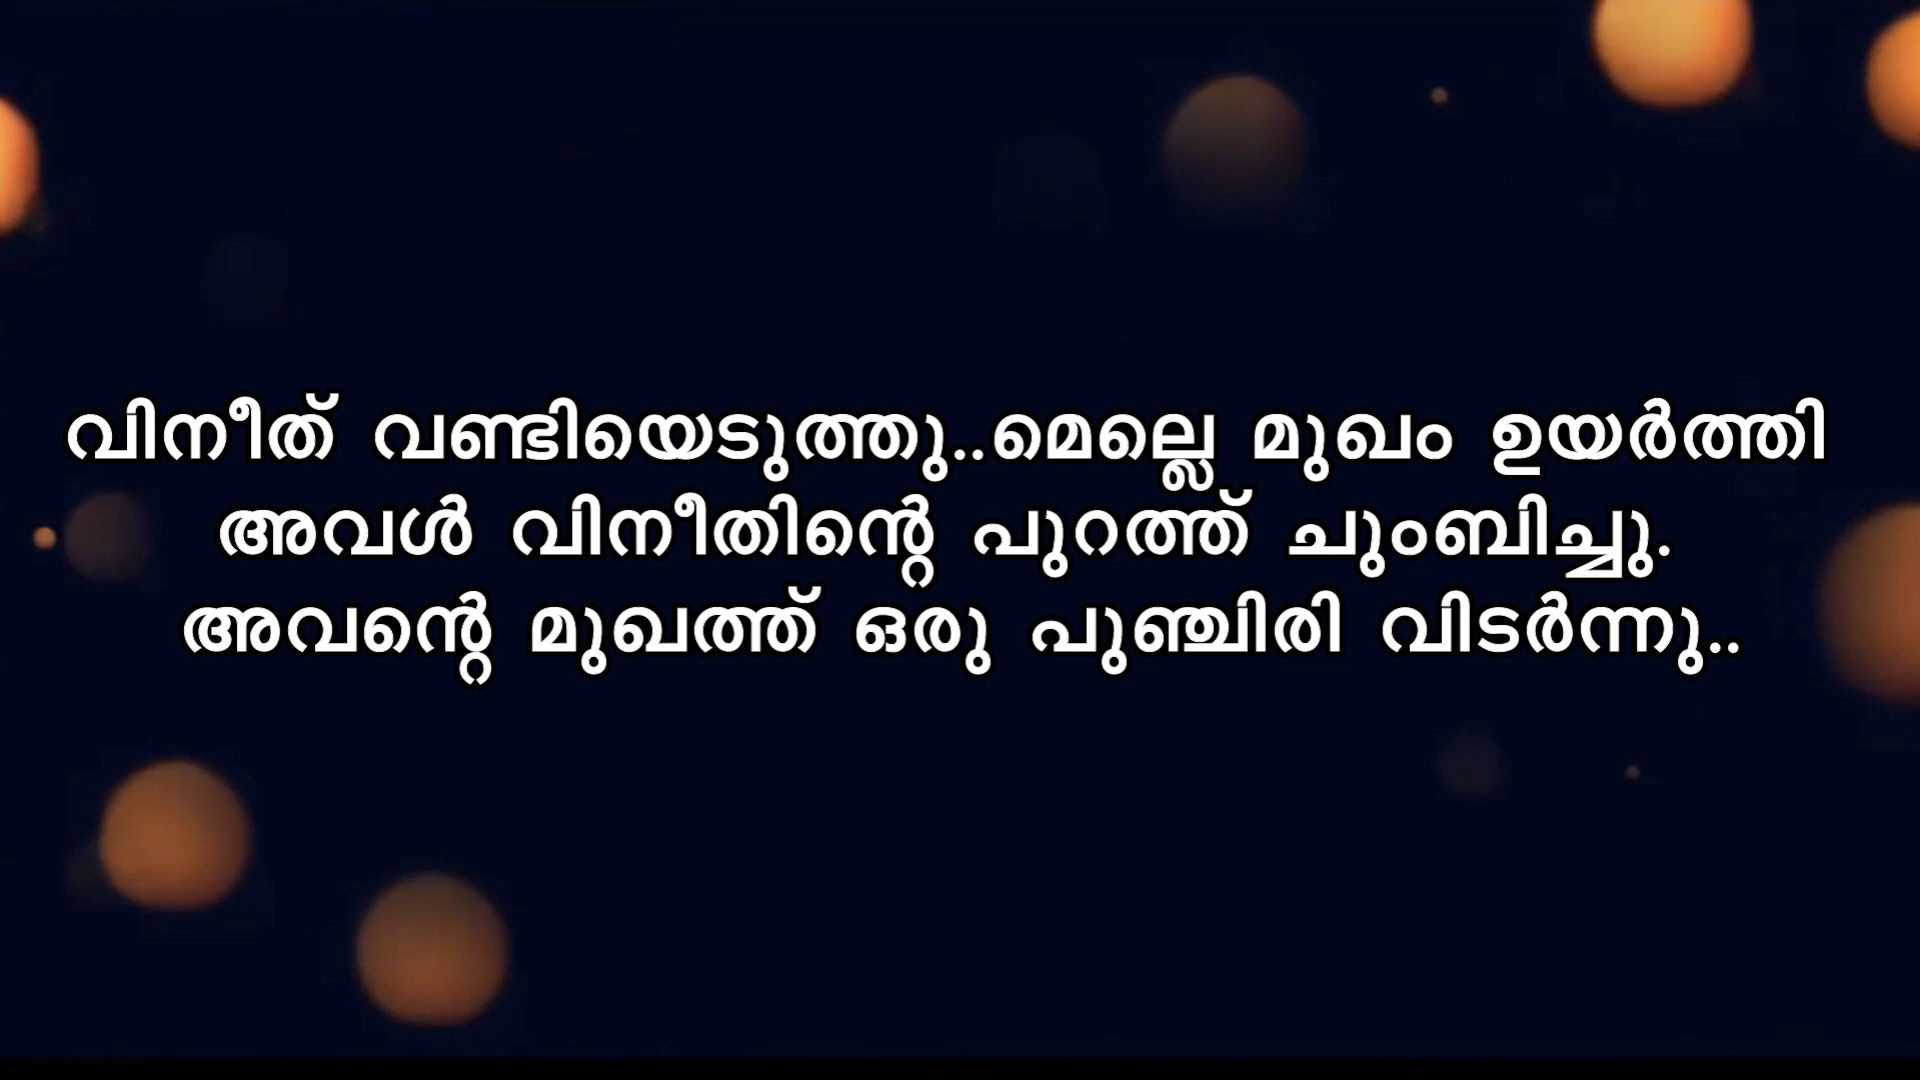 വിനീത് വണ്ടിയെടുത്തു..മെല്ലെ മുഖം ഉയർത്തി
അവൾ വിനീതിന്റെ പുറത്ത് ചുംബിച്ചു.
അവന്റെ മുഖത്ത് ഒരു പുഞ്ചിരി വിടർന്നു..